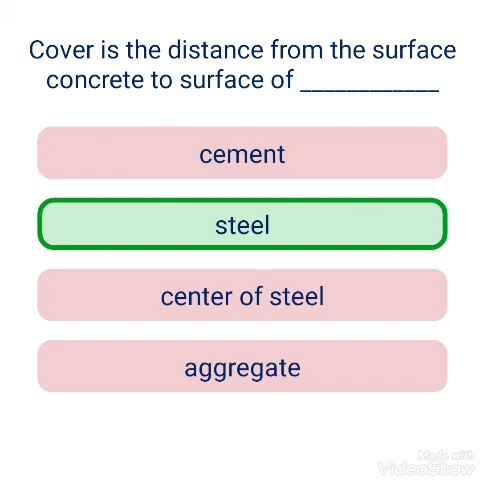 Cover is the distance from the surface
concrete to surface of ____________
cement
steel
center of steel
aggregate
Made with
VideoShow